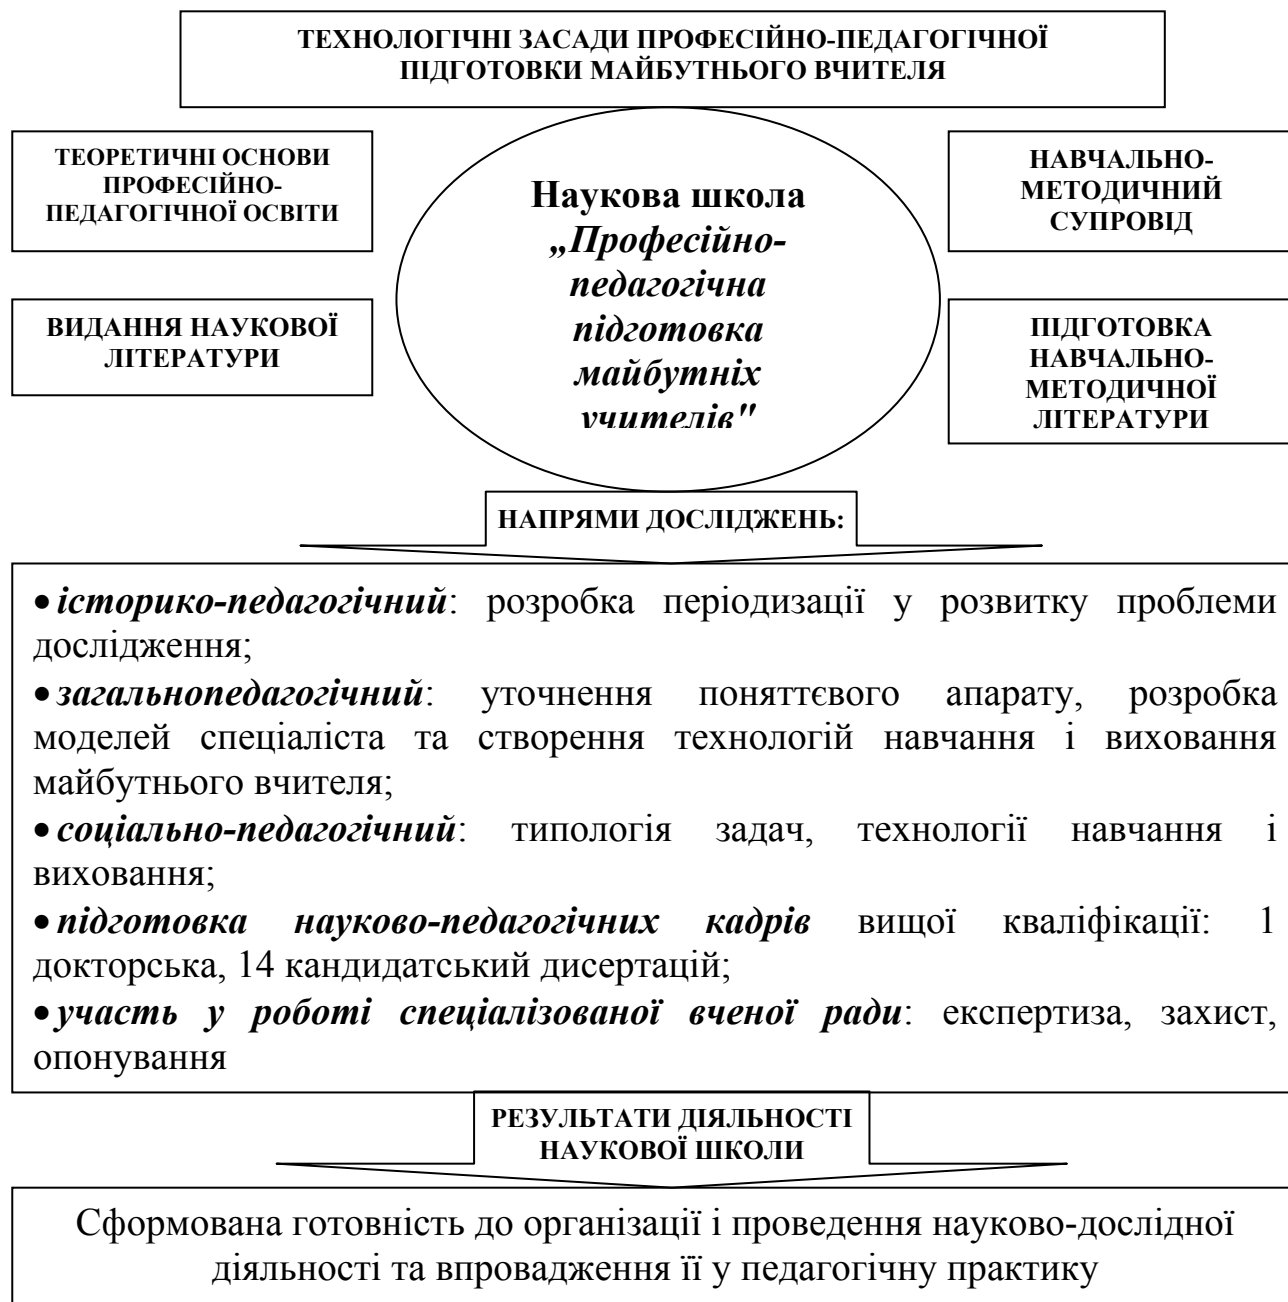 ТЕХНОЛОГІЧНІ ЗАСАДИ ПРОФЕСІЙНО-ПЕДАГОГІЧНОЇ
ПІДГОТОВКИ МАЙБУТНЬОГО ВЧИТЕЛЯ
ТЕОРЕТИЧНІ ОСНОВИ
ПРОФЕСІЙНО-
ПЕДАГОГІЧНОЇ ОСВІТИ
ВИДАННЯ НАУКОВОЇ
ЛІТЕРАТУРИ
Наукова школа
„Професійно-
педагогічна
підготовка
майбутніх
учителів"
НАВЧАЛЬНО-
МЕТОДИЧНИЙ
СУПРОВІД
ПІДГОТОВКА
НАВЧАЛЬНО-
МЕТОДИЧНОЇ
ЛІТЕРАТУРИ
НАПРЯМИ ДОСЛІДЖЕНЬ:
• історико-педагогічний: розробка періодизації у розвитку проблеми
дослідження;
• загальнопедагогічний: уточнення поняттєвого апарату, розробка
моделей спеціаліста та створення технологій навчання і виховання
майбутнього вчителя;
• соціально-педагогічний: типологія задач, технології навчання і
виховання;
• підготовка науково-педагогічних кадрів вищої кваліфікації: 1
докторська, 14 кандидатський дисертацій;
• участь у роботі спеціалізованої вченої ради: експертиза, захист,
опонування
РЕЗУЛЬТАТИ ДІЯЛЬНОСТІ
НАУКОВОЇ ШКОЛИ
Сформована готовність до організації і проведення науково-дослідної
діяльності та впровадження її у педагогічну практику